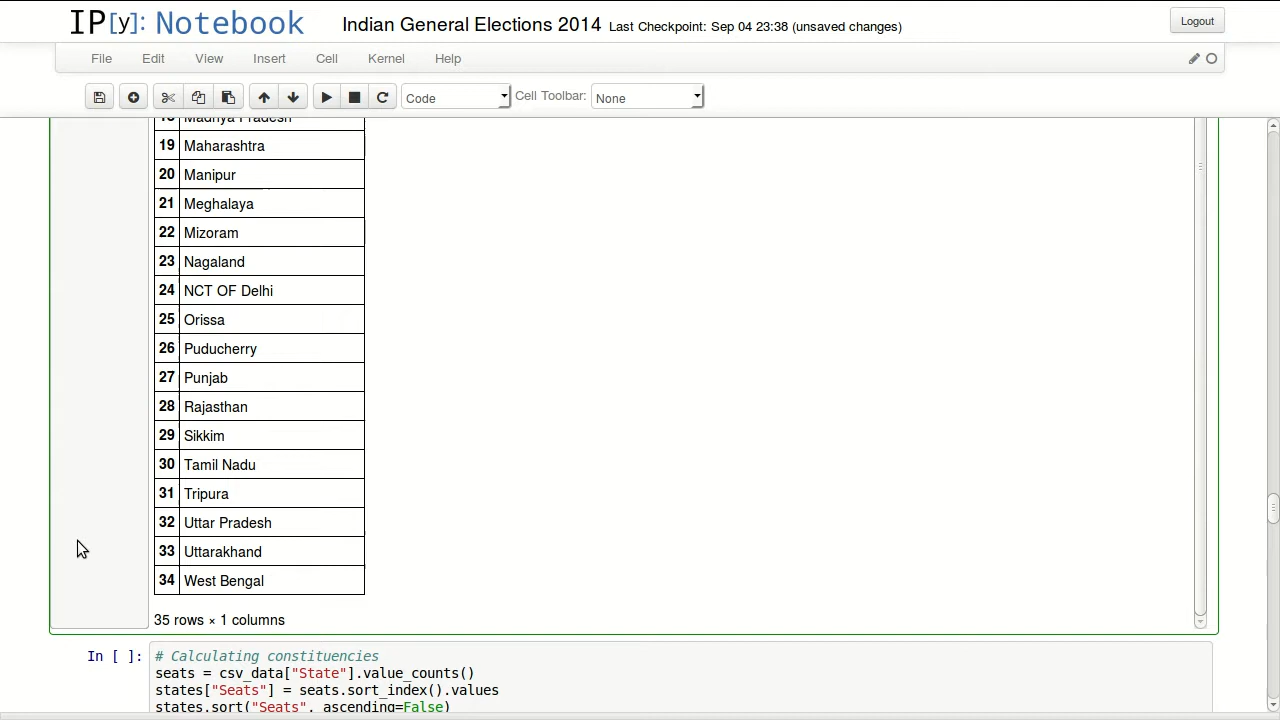 IP[y]: Notebook Indian General Elections 2014 Last Checkpoint: Sep 04 23:38 (unsaved changes) Logout
File Edit View Insert Cell Kernel Help
Code Cell Toolbar: None
18 Madhya Pradesh
19 Maharashtra
20 Manipur
21 Meghalaya
22 Mizoram
23 Nagaland
24 NCT OF Delhi
25 Orissa
26 Puducherry
27 Punjab
28 Rajasthan
29 Sikkim
30 Tamil Nadu
31 Tripura
32 Uttar Pradesh
33 Uttarakhand
34 West Bengal
35 rows × 1 columns
In [ ]: # Calculating constituencies
seats = csv_data["State"].value_counts()
states["Seats"] = seats.sort_index().values
states.sort("Seats", ascending=False)